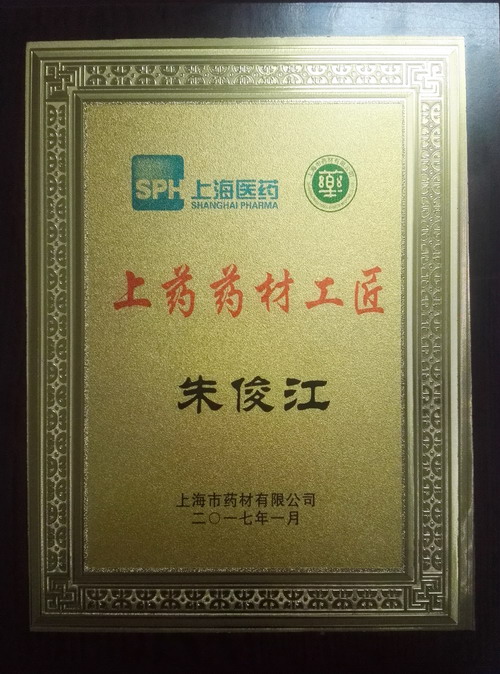 SPH 上海医药
SHANGHAI PHARMA
藥
上药药材工匠
朱俊江
上海市药材有限公司
二〇一七年一月